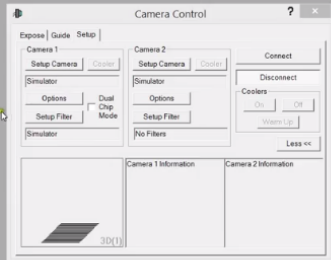 Camera Control
?
Expose Guide Setup
Camera 1
Setup Camera Cooler
Simulator
Options
Dual Chip Mode
Setup Filter
Simulator
Camera 2
Setup Camera Cooler
Simulator
Options
Setup Filter
No Filters
Connect
Disconnect
Coolers
On Off
Warm Up
Less <<
3D(1)
Camera 1 Information
Camera 2 Information